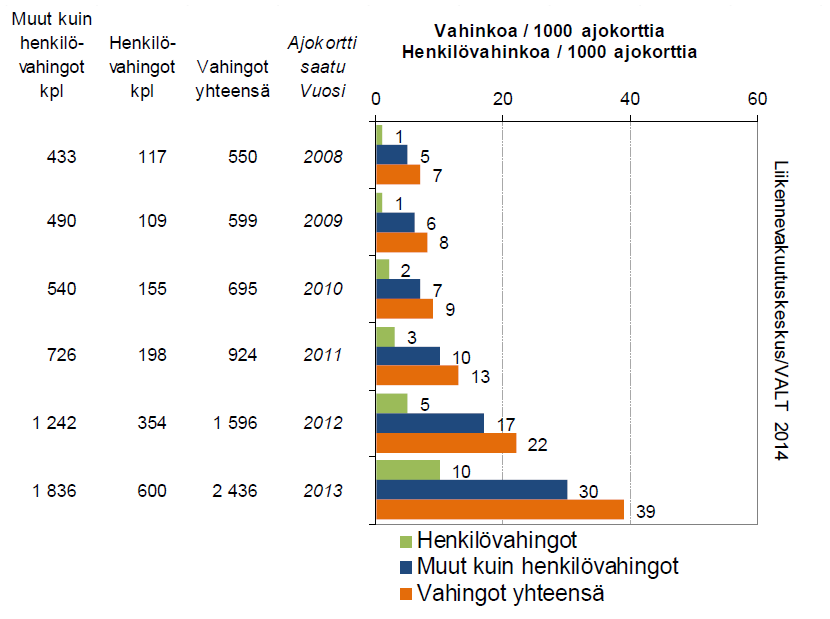 Muut kuin
henkilö-
vahingot
kpl
Henkilö-
vahingot
kpl
Vahingot
yhteensä
Ajokortti
saatu
Vuosi
Vahinkoa / 1000 ajokorttia
Henkilövahinkoa / 1000 ajokorttia
0 20 40 60
433 117 550 2008
1
5
7
490 109 599 2009
1
6
8
540 155 695 2010
2
7
9
726 198 924 2011
3
10
13
1 242 354 1 596 2012
5
17
22
1 836 600 2 436 2013
10
30
39
Liikennevakuutuskeskus/VALT 2014
Henkilövahingot
Muut kuin henkilövahingot
Vahingot yhteensä